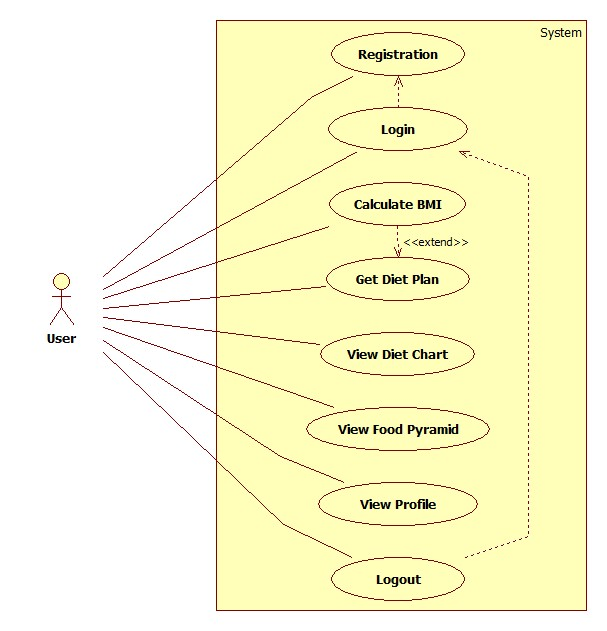 System
Registration
Login
Calculate BMI
<<extend>>
Get Diet Plan
User
View Diet Chart
View Food Pyramid
View Profile
Logout